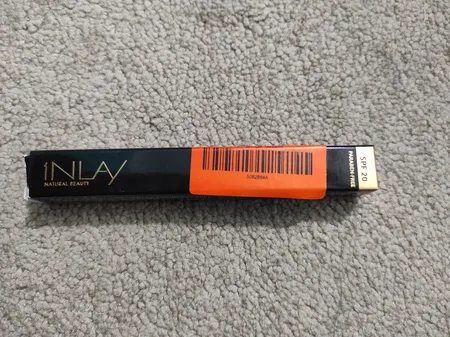 iNLAY
NATURAL BEAUTY
PARABEN-FREE
SPF 20